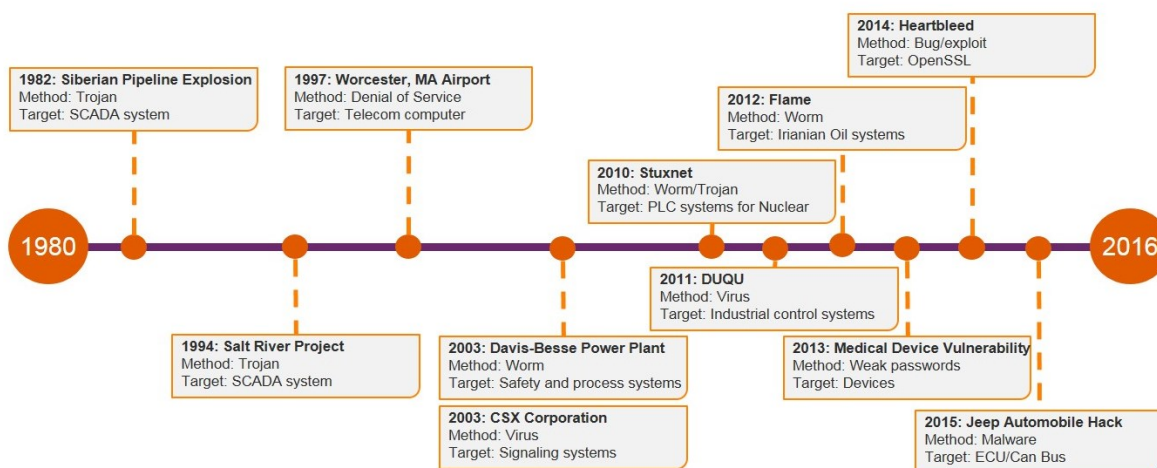 1980
1982: Siberian Pipeline Explosion
Method: Trojan
Target: SCADA system
1994: Salt River Project
Method: Trojan
Target: SCADA system
1997: Worcester, MA Airport
Method: Denial of Service
Target: Telecom computer
2003: Davis-Besse Power Plant
Method: Worm
Target: Safety and process systems
2003: CSX Corporation
Method: Virus
Target: Signaling systems
2010: Stuxnet
Method: Worm/Trojan
Target: PLC systems for Nuclear
2011: DUQU
Method: Virus
Target: Industrial control systems
2012: Flame
Method: Worm
Target: Irianian Oil systems
2013: Medical Device Vulnerability
Method: Weak passwords
Target: Devices
2014: Heartbleed
Method: Bug/exploit
Target: OpenSSL
2015: Jeep Automobile Hack
Method: Malware
Target: ECU/Can Bus
2016